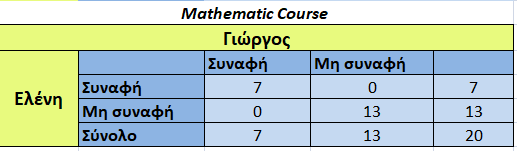 Mathematic Course
Γιώργος
Συναφή Μη συναφή
Ελένη
Συναφή 7 0 7
Μη συναφή 0 13 13
Σύνολο 7 13 20